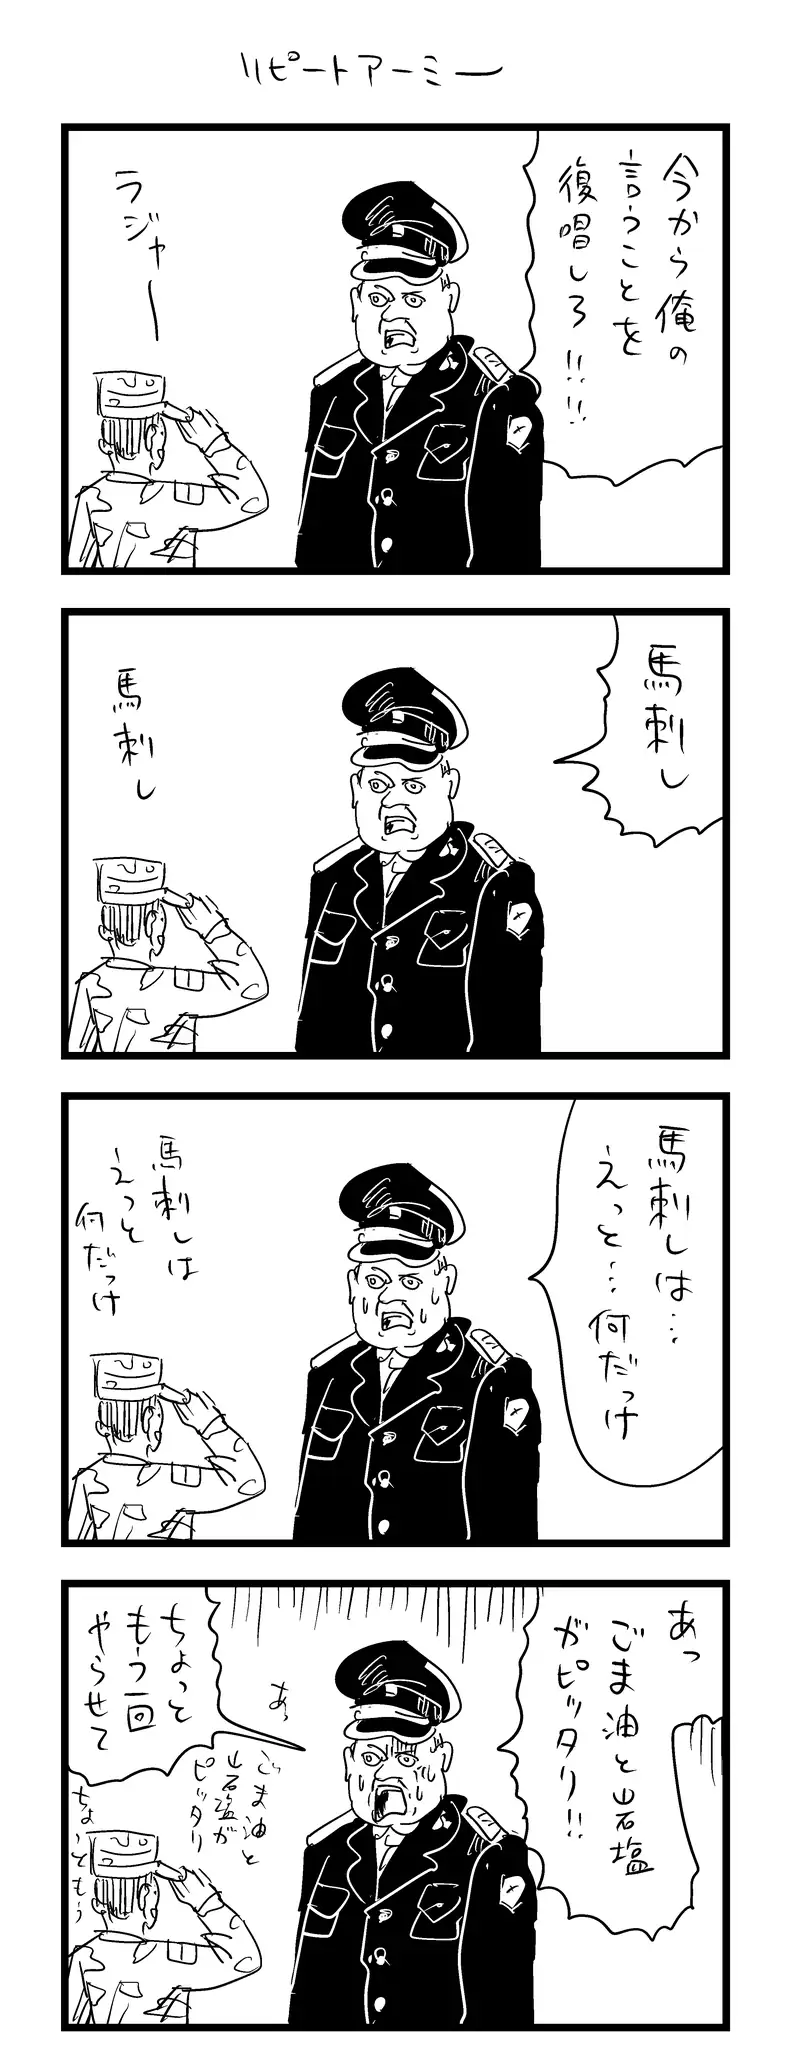 リピートアーミー
今から俺の
言うことを
復唱しろ!!!
ラジャー
馬刺し
馬刺し
馬刺しは…
えっと…何だっけ
馬刺しは
えっと
何だっけ
あっ
ごま油と岩塩
がピッタリ!!
ちょっと
もう一回
やらせて
あっ
ごま油と
岩塩が
ピッタリ
ちょっともう